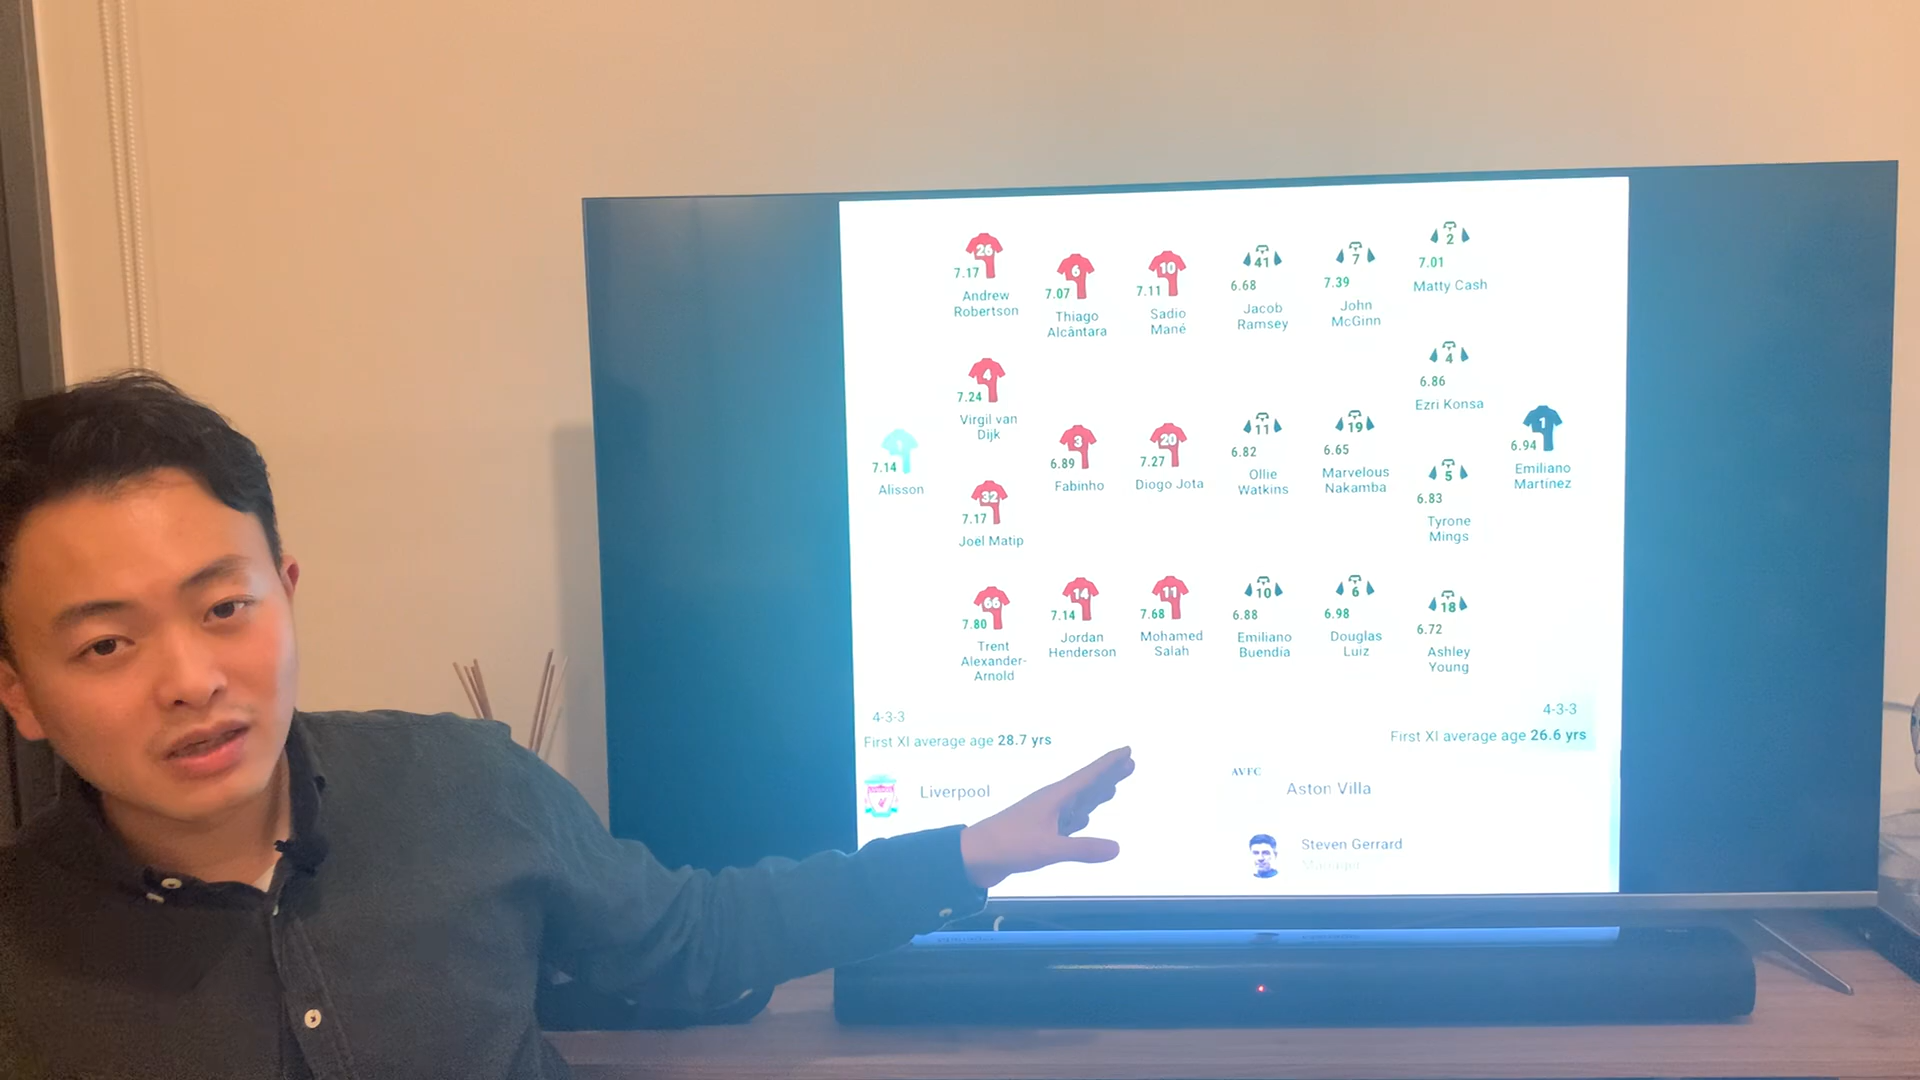 26
7.17
Andrew
Robertson
6
7.07
Thiago
Alcântara
10
7.11
Sadio
Mané
41
6.68
Jacob
Ramsey
7
7.39
John
McGinn
2
7.01
Matty Cash
4
7.24
Virgil van
Dijk
4
6.86
Ezri Konsa
1
7.14
Alisson
3
6.89
Fabinho
20
7.27
Diogo Jota
11
6.82
Ollie
Watkins
19
6.65
Marvelous
Nakamba
1
6.94
Emiliano
Martínez
32
7.17
Joël Matip
5
6.83
Tyrone
Mings
66
7.80
Trent
Alexander-
Arnold
14
7.14
Jordan
Henderson
11
7.68
Mohamed
Salah
10
6.88
Emiliano
Buendía
6
6.98
Douglas
Luiz
18
6.72
Ashley
Young
4-3-3
4-3-3
First XI average age 28.7 yrs
First XI average age 26.6 yrs
Liverpool
AVFC
Aston Villa
Steven Gerrard
Manager